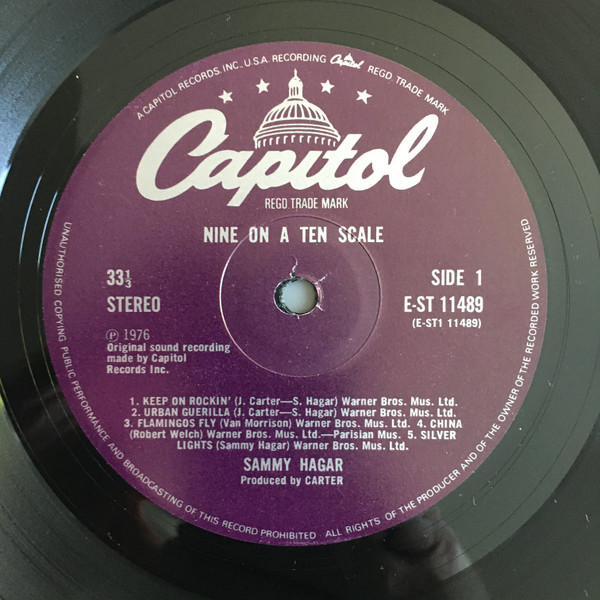 A CAPITOL RECORDS, INC., U.S.A. RECORDING Capitol REGD TRADE MARK
Capitol
REGD TRADE MARK
NINE ON A TEN SCALE
33⅓
STEREO
SIDE 1
E-ST 11489
(E-ST1 11489)
Ⓟ 1976
Original sound recording
made by Capitol
Records Inc.
1. KEEP ON ROCKIN' (J. Carter—S. Hagar) Warner Bros. Mus. Ltd.
2. URBAN GUERILLA (J. Carter—S. Hagar) Warner Bros. Mus. Ltd.
3. FLAMINGOS FLY (Van Morrison) Warner Bros. Mus. Ltd. 4. CHINA
(Robert Welch) Warner Bros. Mus. Ltd.—Parisian Mus. 5. SILVER
LIGHTS (Sammy Hagar) Warner Bros. Mus. Ltd.
SAMMY HAGAR
Produced by CARTER
UNAUTHORISED COPYING PUBLIC PERFORMANCE AND BROADCASTING OF THIS RECORD PROHIBITED ALL RIGHTS OF THE PRODUCER AND OF THE OWNER OF THE RECORDED WORK RESERVED